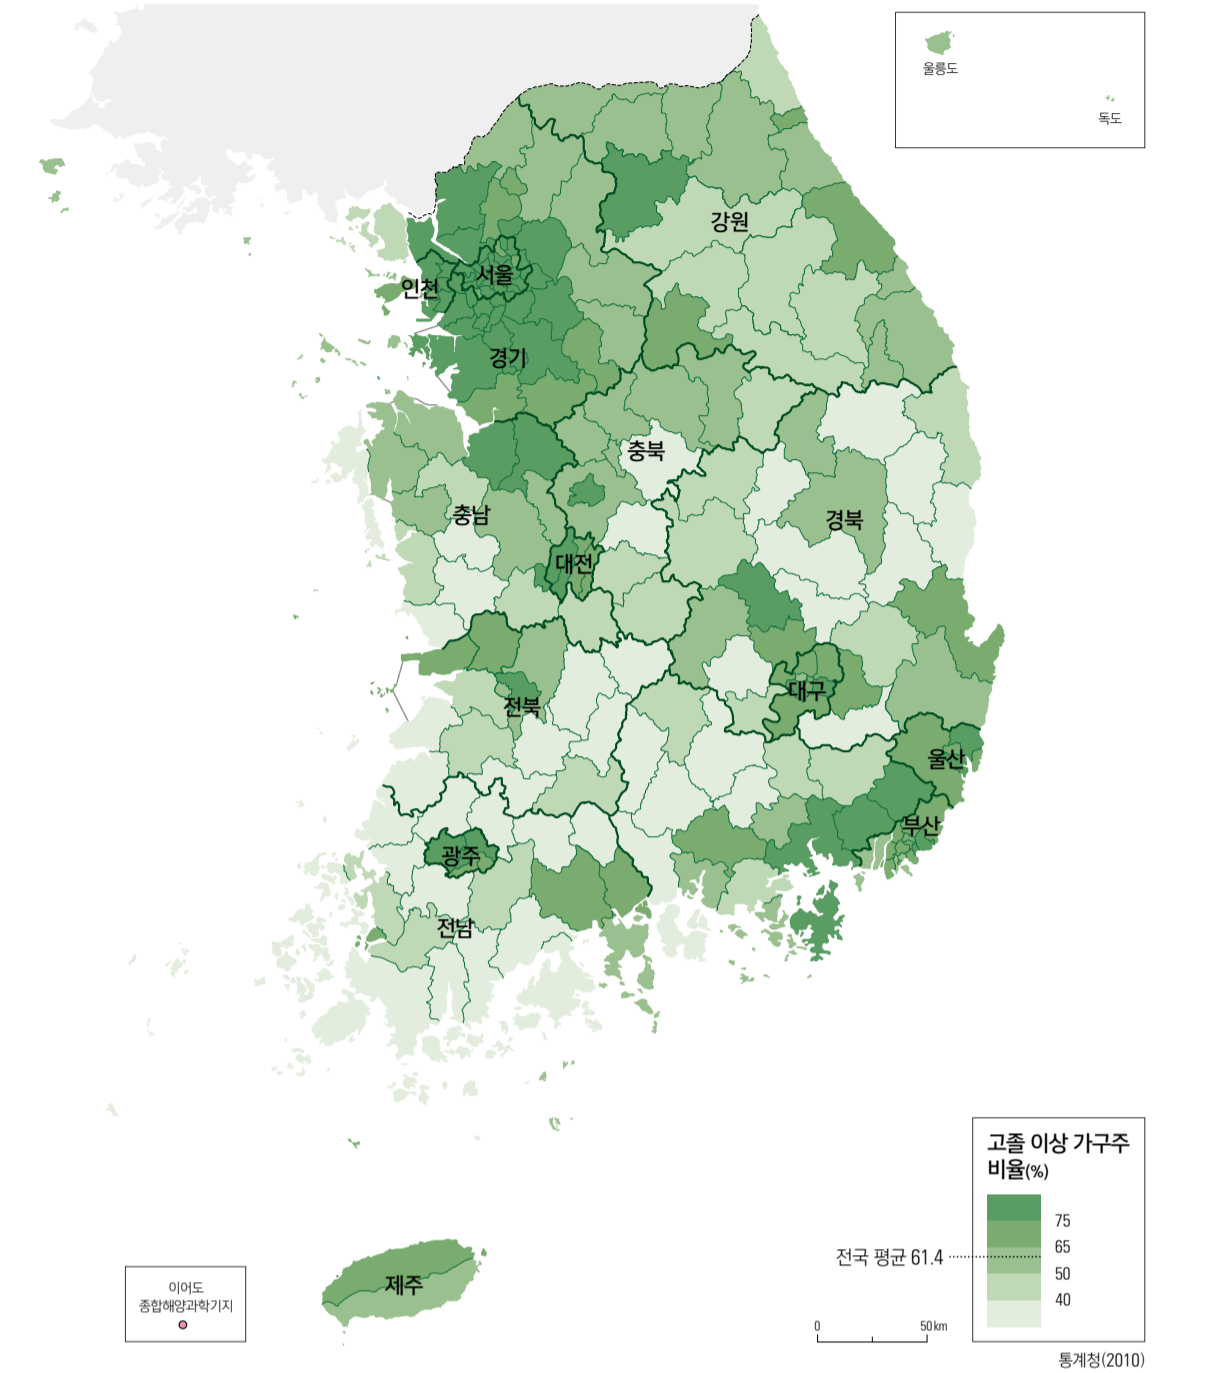 울릉도
독도
강원
서울
인천
경기
충북
충남
경북
대전
대구
전북
울산
부산
광주
전남
제주
이어도
종합해양과학기지
고졸 이상 가구주
비율(%)
75
65
전국 평균 61.4
50
40
0 50km
통계청(2010)